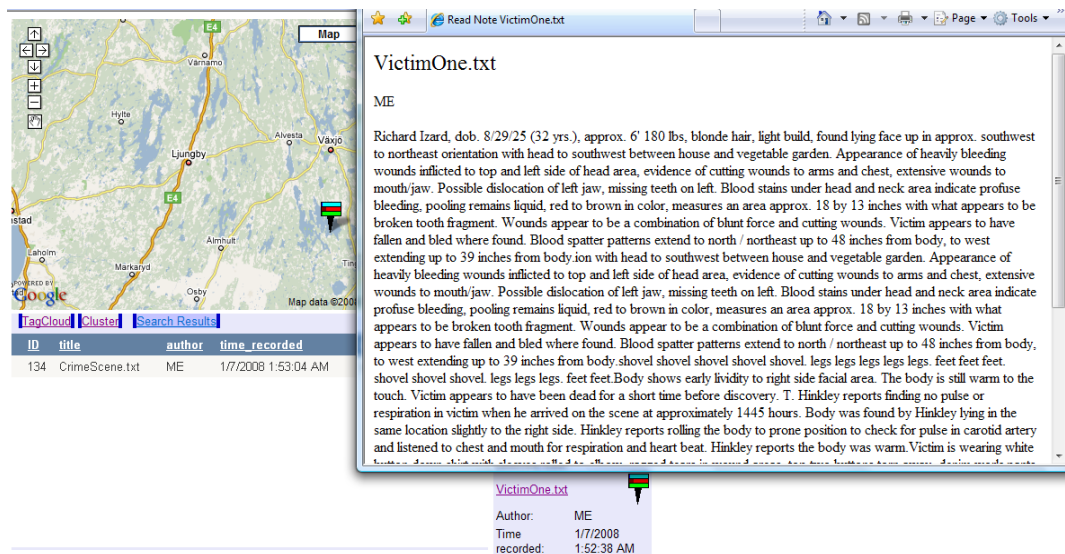 E4
Map
Värnamo
Hylte
Alvesta
Växjö
Ljungby
E4
stad
Laholm
Älmhult
Markaryd
Ting
Osby
POWERED BY
Google
Map data ©2008
TagCloud Cluster Search Results
ID title author time_recorded
134 CrimeScene.txt ME 1/7/2008 1:53:04 AM
Read Note VictimOne.txt
Page Tools
VictimOne.txt
ME
Richard Izard, dob. 8/29/25 (32 yrs.), approx. 6' 180 lbs, blonde hair, light build, found lying face up in approx. southwest
to northeast orientation with head to southwest between house and vegetable garden. Appearance of heavily bleeding
wounds inflicted to top and left side of head area, evidence of cutting wounds to arms and chest, extensive wounds to
mouth/jaw. Possible dislocation of left jaw, missing teeth on left. Blood stains under head and neck area indicate profuse
bleeding, pooling remains liquid, red to brown in color, measures an area approx. 18 by 13 inches with what appears to be
broken tooth fragment. Wounds appear to be a combination of blunt force and cutting wounds. Victim appears to have
fallen and bled where found. Blood spatter patterns extend to north / northeast up to 48 inches from body, to west
extending up to 39 inches from body.ion with head to southwest between house and vegetable garden. Appearance of
heavily bleeding wounds inflicted to top and left side of head area, evidence of cutting wounds to arms and chest, extensive
wounds to mouth/jaw. Possible dislocation of left jaw, missing teeth on left. Blood stains under head and neck area indicate
profuse bleeding, pooling remains liquid, red to brown in color, measures an area approx. 18 by 13 inches with what
appears to be broken tooth fragment. Wounds appear to be a combination of blunt force and cutting wounds. Victim
appears to have fallen and bled where found. Blood spatter patterns extend to north / northeast up to 48 inches from body,
to west extending up to 39 inches from body.shovel shovel shovel shovel shovel. legs legs legs legs legs. feet feet feet.
shovel shovel shovel. legs legs legs. feet feet.Body shows early lividity to right side facial area. The body is still warm to the
touch. Victim appears to have been dead for a short time before discovery. T. Hinkley reports finding no pulse or
respiration in victim when he arrived on the scene at approximately 1445 hours. Body was found by Hinkley lying in the
same location slightly to the right side. Hinkley reports rolling the body to prone position to check for pulse in carotid artery
and listened to chest and mouth for respiration and heart beat. Hinkley reports the body was warm.Victim is wearing white
VictimOne.txt
Author: ME
Time 1/7/2008
recorded: 1:52:38 AM